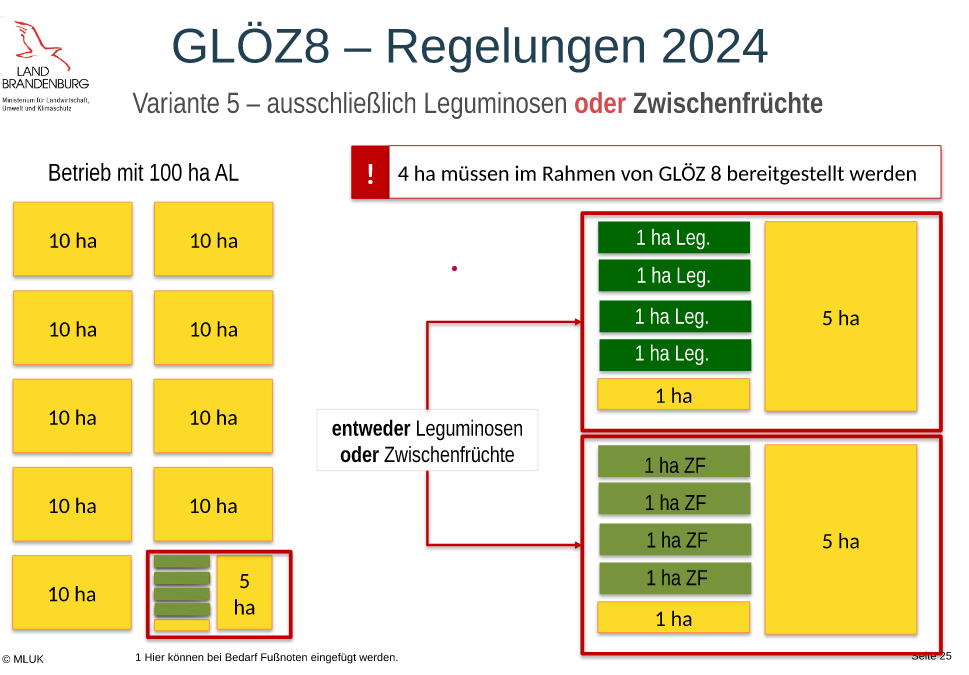 GLÖZ8 – Regelungen 2024
LAND
BRANDENBURG
Ministerium für Landwirtschaft,
Umwelt und Klimaschutz
Variante 5 – ausschließlich Leguminosen oder Zwischenfrüchte
Betrieb mit 100 ha AL
! 4 ha müssen im Rahmen von GLÖZ 8 bereitgestellt werden
10 ha
10 ha
10 ha
10 ha
10 ha
10 ha
10 ha
10 ha
10 ha
5
ha
entweder Leguminosen
oder Zwischenfrüchte
1 ha Leg.
1 ha Leg.
1 ha Leg.
1 ha Leg.
1 ha
5 ha
1 ha ZF
1 ha ZF
1 ha ZF
1 ha ZF
1 ha
5 ha
© MLUK
1 Hier können bei Bedarf Fußnoten eingefügt werden.
Seite 25